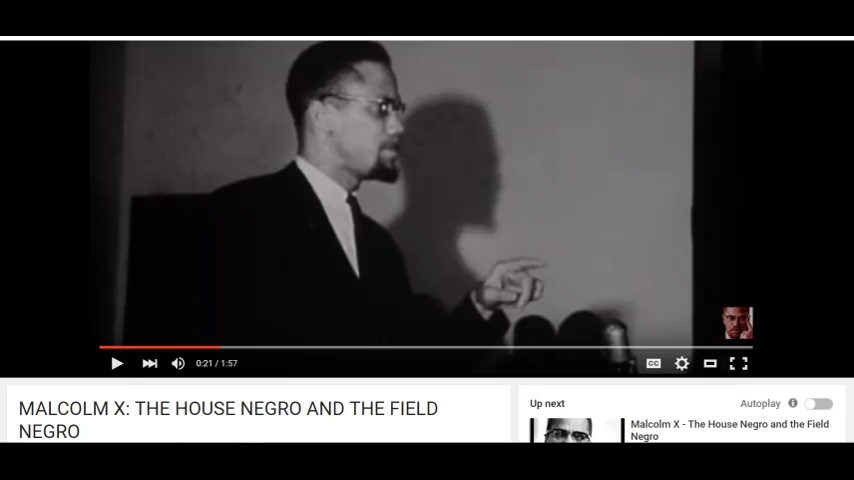 0:21 / 1:57
CC
MALCOLM X: THE HOUSE NEGRO AND THE FIELD
NEGRO
Up next
Autoplay
Malcolm X - The House Negro and the Field
Negro